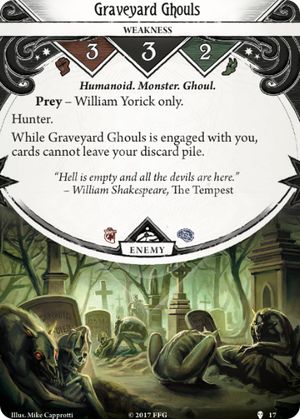 Graveyard Ghouls
WEAKNESS
3 3 2
Humanoid. Monster. Ghoul.
Prey – William Yorick only.
Hunter.
While Graveyard Ghouls is engaged with you,
cards cannot leave your discard pile.
“Hell is empty and all the devils are here.”
– William Shakespeare, The Tempest
ENEMY
Illus. Mike Capprotti
© 2017 FFG
17